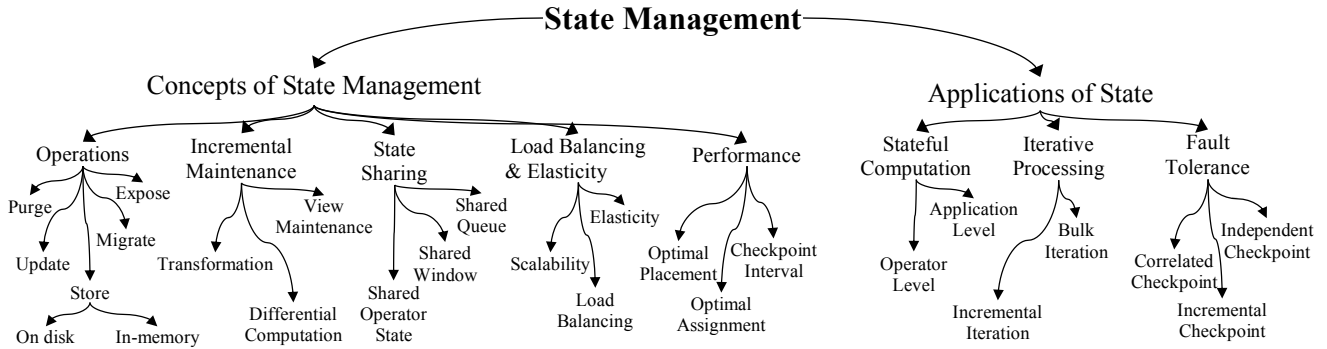 State Management
Concepts of State Management
Applications of State
Operations
Purge
Expose
Update
Migrate
Store
On disk
In-memory
Incremental
Maintenance
Transformation
View
Maintenance
Differential
Computation
State
Sharing
Shared
Queue
Shared
Window
Shared
Operator
State
Load Balancing
& Elasticity
Scalability
Elasticity
Load
Balancing
Performance
Optimal
Placement
Checkpoint
Interval
Optimal
Assignment
Stateful
Computation
Application
Level
Operator
Level
Iterative
Processing
Bulk
Iteration
Incremental
Iteration
Fault
Tolerance
Correlated
Checkpoint
Independent
Checkpoint
Incremental
Checkpoint